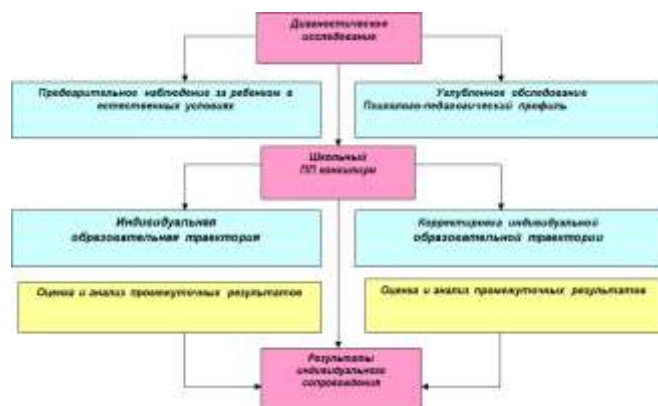 Диагностическое
исследование
Предварительное наблюдение за ребенком в
естественных условиях
Углубленное обследование
Психолого-педагогический профиль
Школьный
ПП консилиум
Индивидуальная
образовательная траектория
Корректировка индивидуальной
образовательной траектории
Оценка и анализ промежуточных результатов
Оценка и анализ промежуточных результатов
Результаты
индивидуального
сопровождения